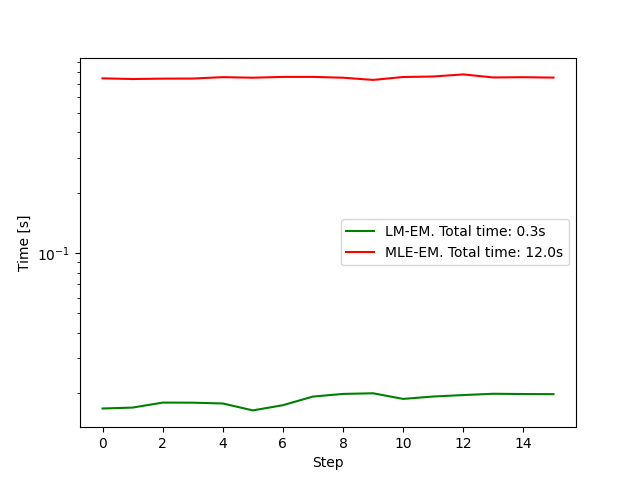 Time [s]
10⁻¹
LM-EM. Total time: 0.3s
MLE-EM. Total time: 12.0s
0 2 4 6 8 10 12 14
Step